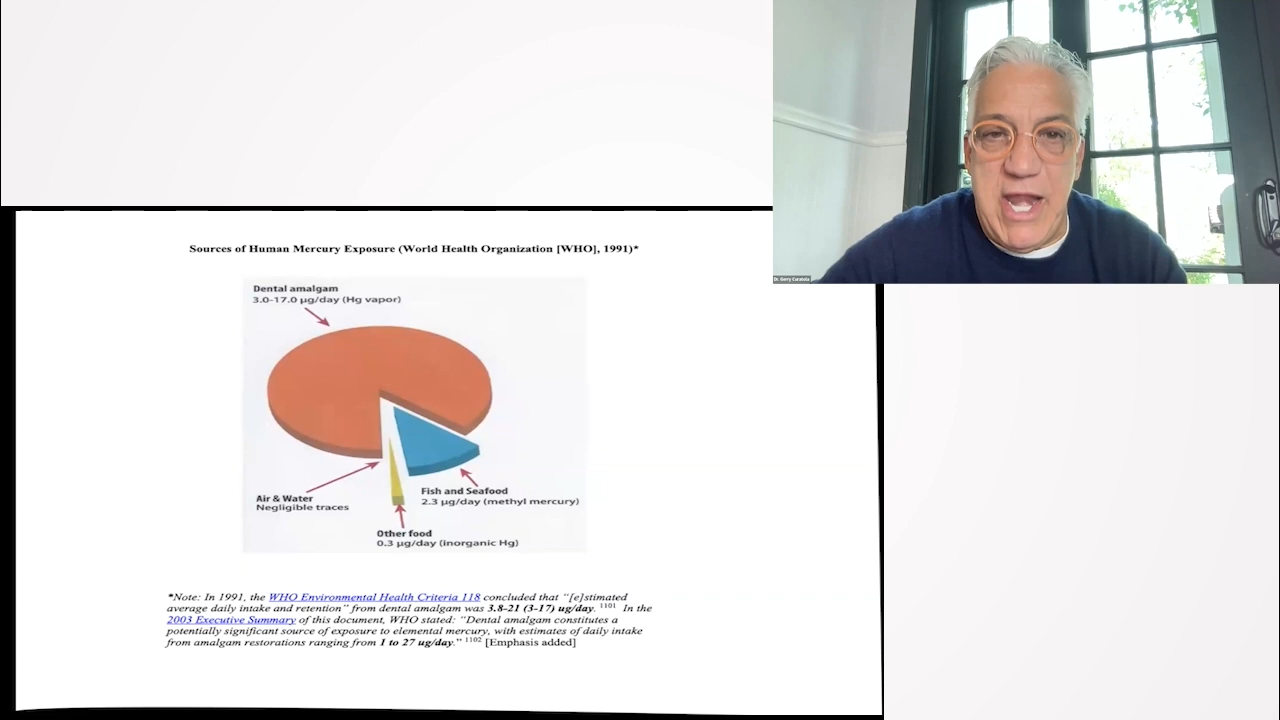 Dr. Gerry Curatola
Sources of Human Mercury Exposure (World Health Organization [WHO], 1991)*
Dental amalgam
3.0-17.0 µg/day (Hg vapor)
Air & Water
Negligible traces
Fish and Seafood
2.3 µg/day (methyl mercury)
Other food
0.3 µg/day (inorganic Hg)
*Note: In 1991, the WHO Environmental Health Criteria 118 concluded that “[e]stimated
average daily intake and retention” from dental amalgam was 3.8-21 (3-17) ug/day. 1101 In the
2003 Executive Summary of this document, WHO stated: “Dental amalgam constitutes a
potentially significant source of exposure to elemental mercury, with estimates of daily intake
from amalgam restorations ranging from 1 to 27 ug/day.” 1102 [Emphasis added]